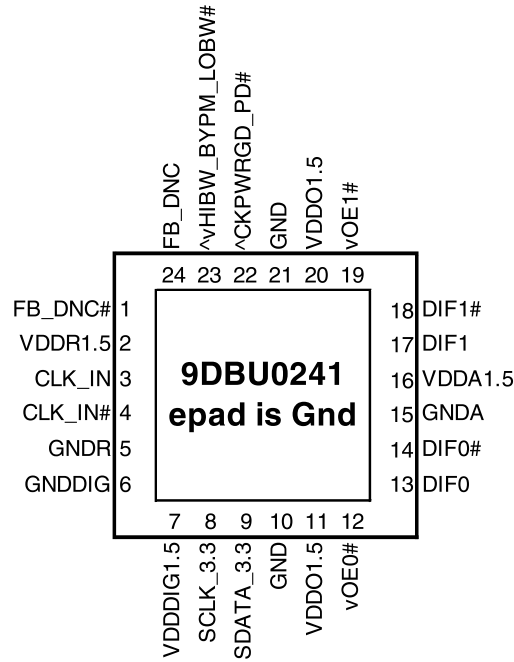 FB_DNC
^vHIBW_BYPM_LOBW#
^CKPWRGD_PD#
GND
VDDO1.5
vOE1#
24 23 22 21 20 19
FB_DNC# 1
VDDR1.5 2
CLK_IN 3
CLK_IN# 4
GNDR 5
GNDDIG 6
9DBU0241
epad is Gnd
18 DIF1#
17 DIF1
16 VDDA1.5
15 GNDA
14 DIF0#
13 DIF0
7 8 9 10 11 12
VDDDIG1.5
SCLK_3.3
SDATA_3.3
GND
VDDO1.5
vOE0#